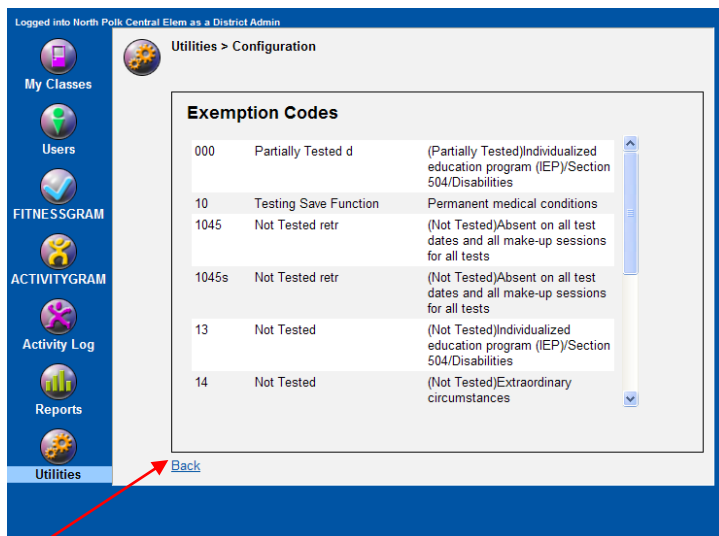 Logged into North Polk Central Elem as a District Admin
Utilities > Configuration
My Classes
Users
FITNESSGRAM
ACTIVITYGRAM
Activity Log
Reports
Utilities
Exemption Codes
000 Partially Tested d (Partially Tested)Individualized
education program (IEP)/Section
504/Disabilities
10 Testing Save Function Permanent medical conditions
1045 Not Tested retr (Not Tested)Absent on all test
dates and all make-up sessions
for all tests
1045s Not Tested retr (Not Tested)Absent on all test
dates and all make-up sessions
for all tests
13 Not Tested (Not Tested)Individualized
education program (IEP)/Section
504/Disabilities
14 Not Tested (Not Tested)Extraordinary
circumstances
Back